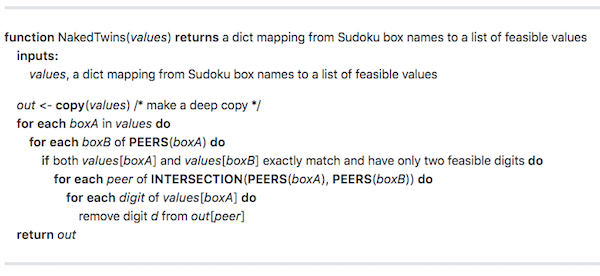 function NakedTwins(values) returns a dict mapping from Sudoku box names to a list of feasible values
inputs:
values, a dict mapping from Sudoku box names to a list of feasible values
out <- copy(values) /* make a deep copy */
for each boxA in values do
for each boxB of PEERS(boxA) do
if both values[boxA] and values[boxB] exactly match and have only two feasible digits do
for each peer of INTERSECTION(PEERS(boxA), PEERS(boxB)) do
for each digit of values[boxA] do
remove digit d from out[peer]
return out